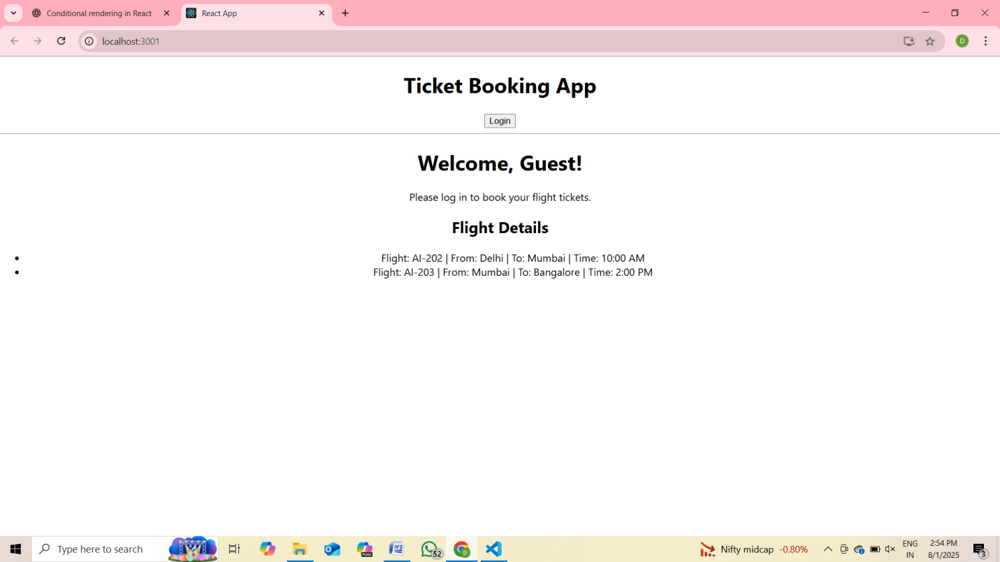 Conditional rendering in React
React App
localhost:3001
D
Ticket Booking App
Login
Welcome, Guest!
Please log in to book your flight tickets.
Flight Details
Flight: AI-202 | From: Delhi | To: Mumbai | Time: 10:00 AM
Flight: AI-203 | From: Mumbai | To: Bangalore | Time: 2:00 PM
Type here to search
M365
52
D
Nifty midcap -0.80%
ENG
IN
2:54 PM
8/1/2025
3